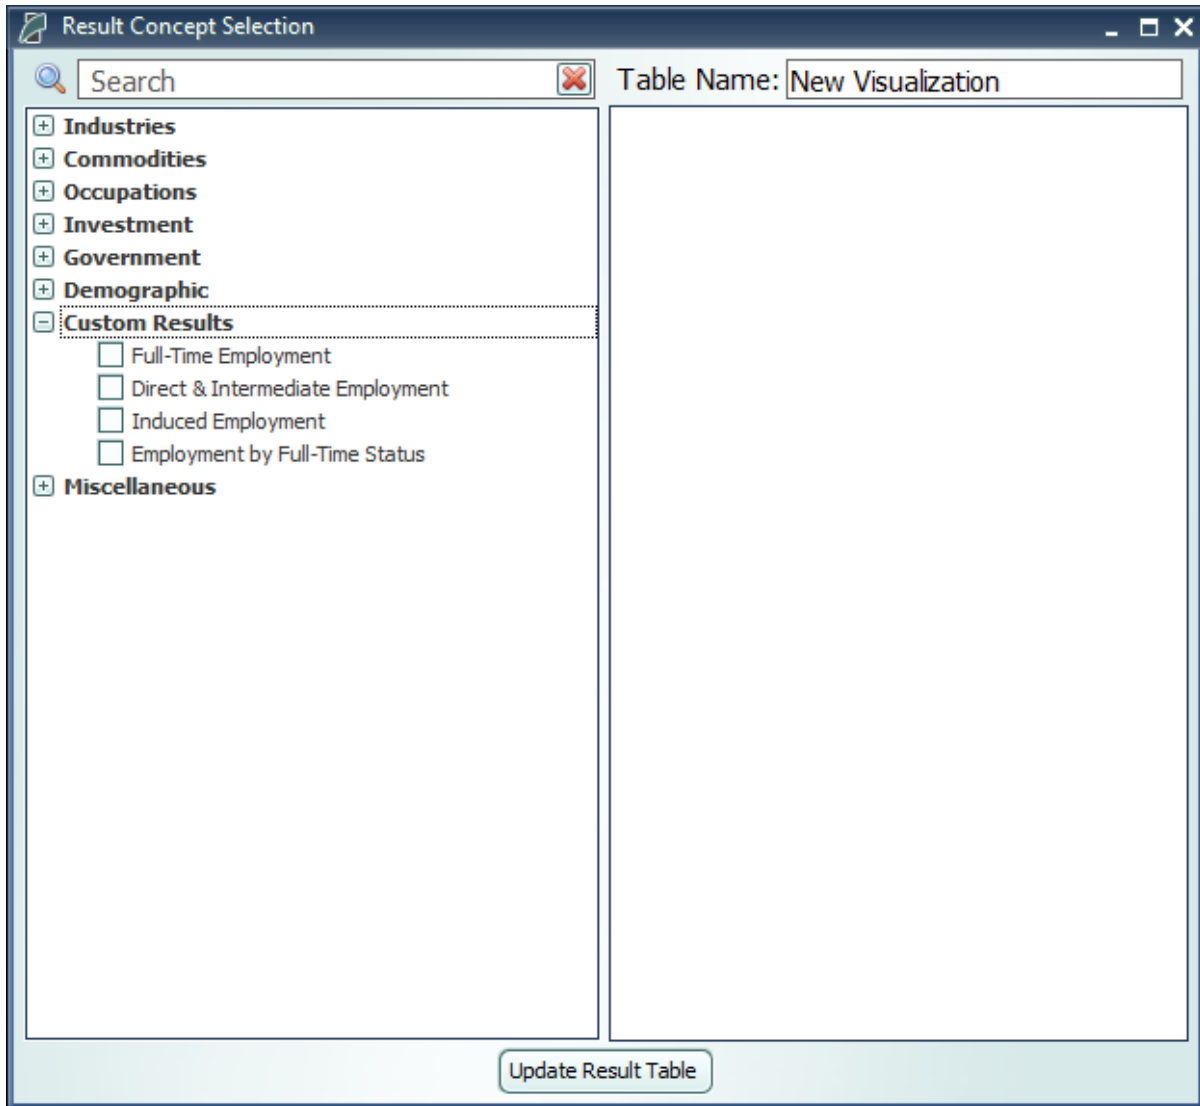 Result Concept Selection
Search
Table Name: New Visualization
Industries
Commodities
Occupations
Investment
Government
Demographic
Custom Results
Full-Time Employment
Direct & Intermediate Employment
Induced Employment
Employment by Full-Time Status
Miscellaneous
Update Result Table